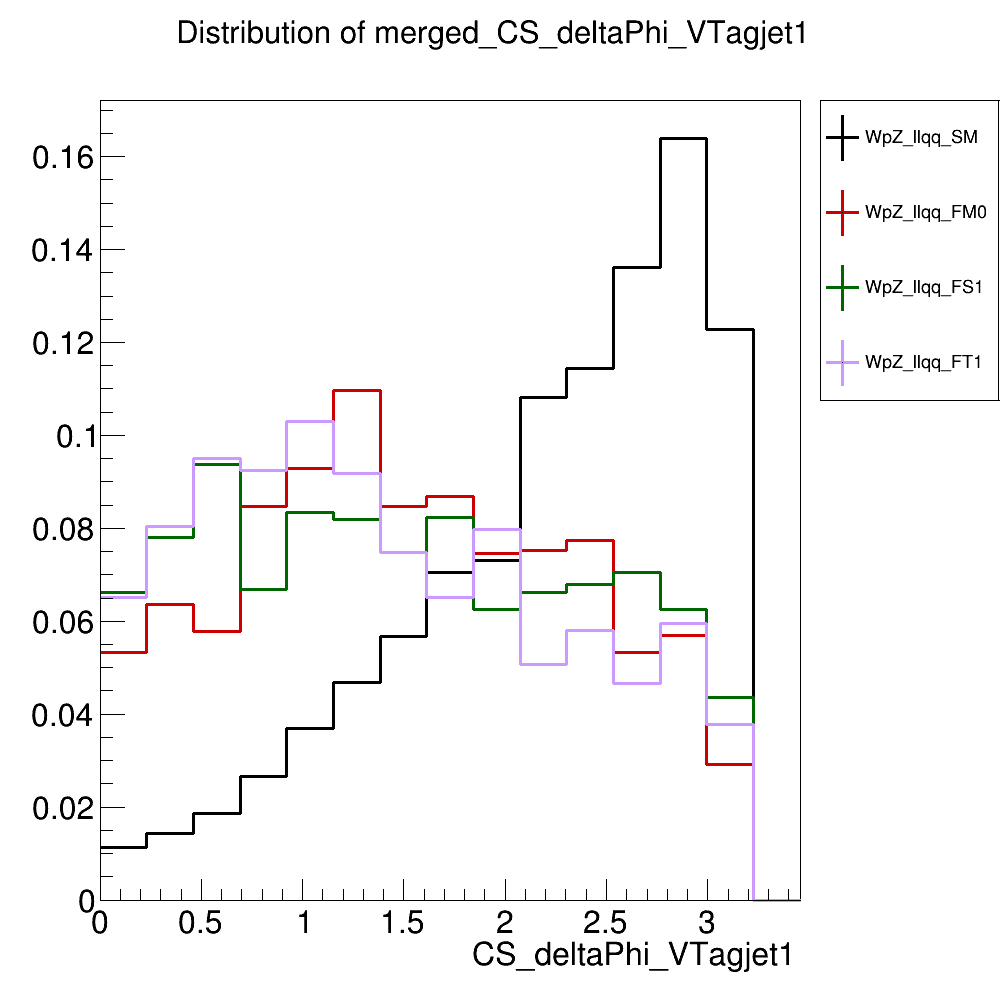 Distribution of merged_CS_deltaPhi_VTagjet1
WpZ_llqq_SM
WpZ_llqq_FM0
WpZ_llqq_FS1
WpZ_llqq_FT1
0.16
0.14
0.12
0.1
0.08
0.06
0.04
0.02
0
0 0.5 1 1.5 2 2.5 3
CS_deltaPhi_VTagjet1